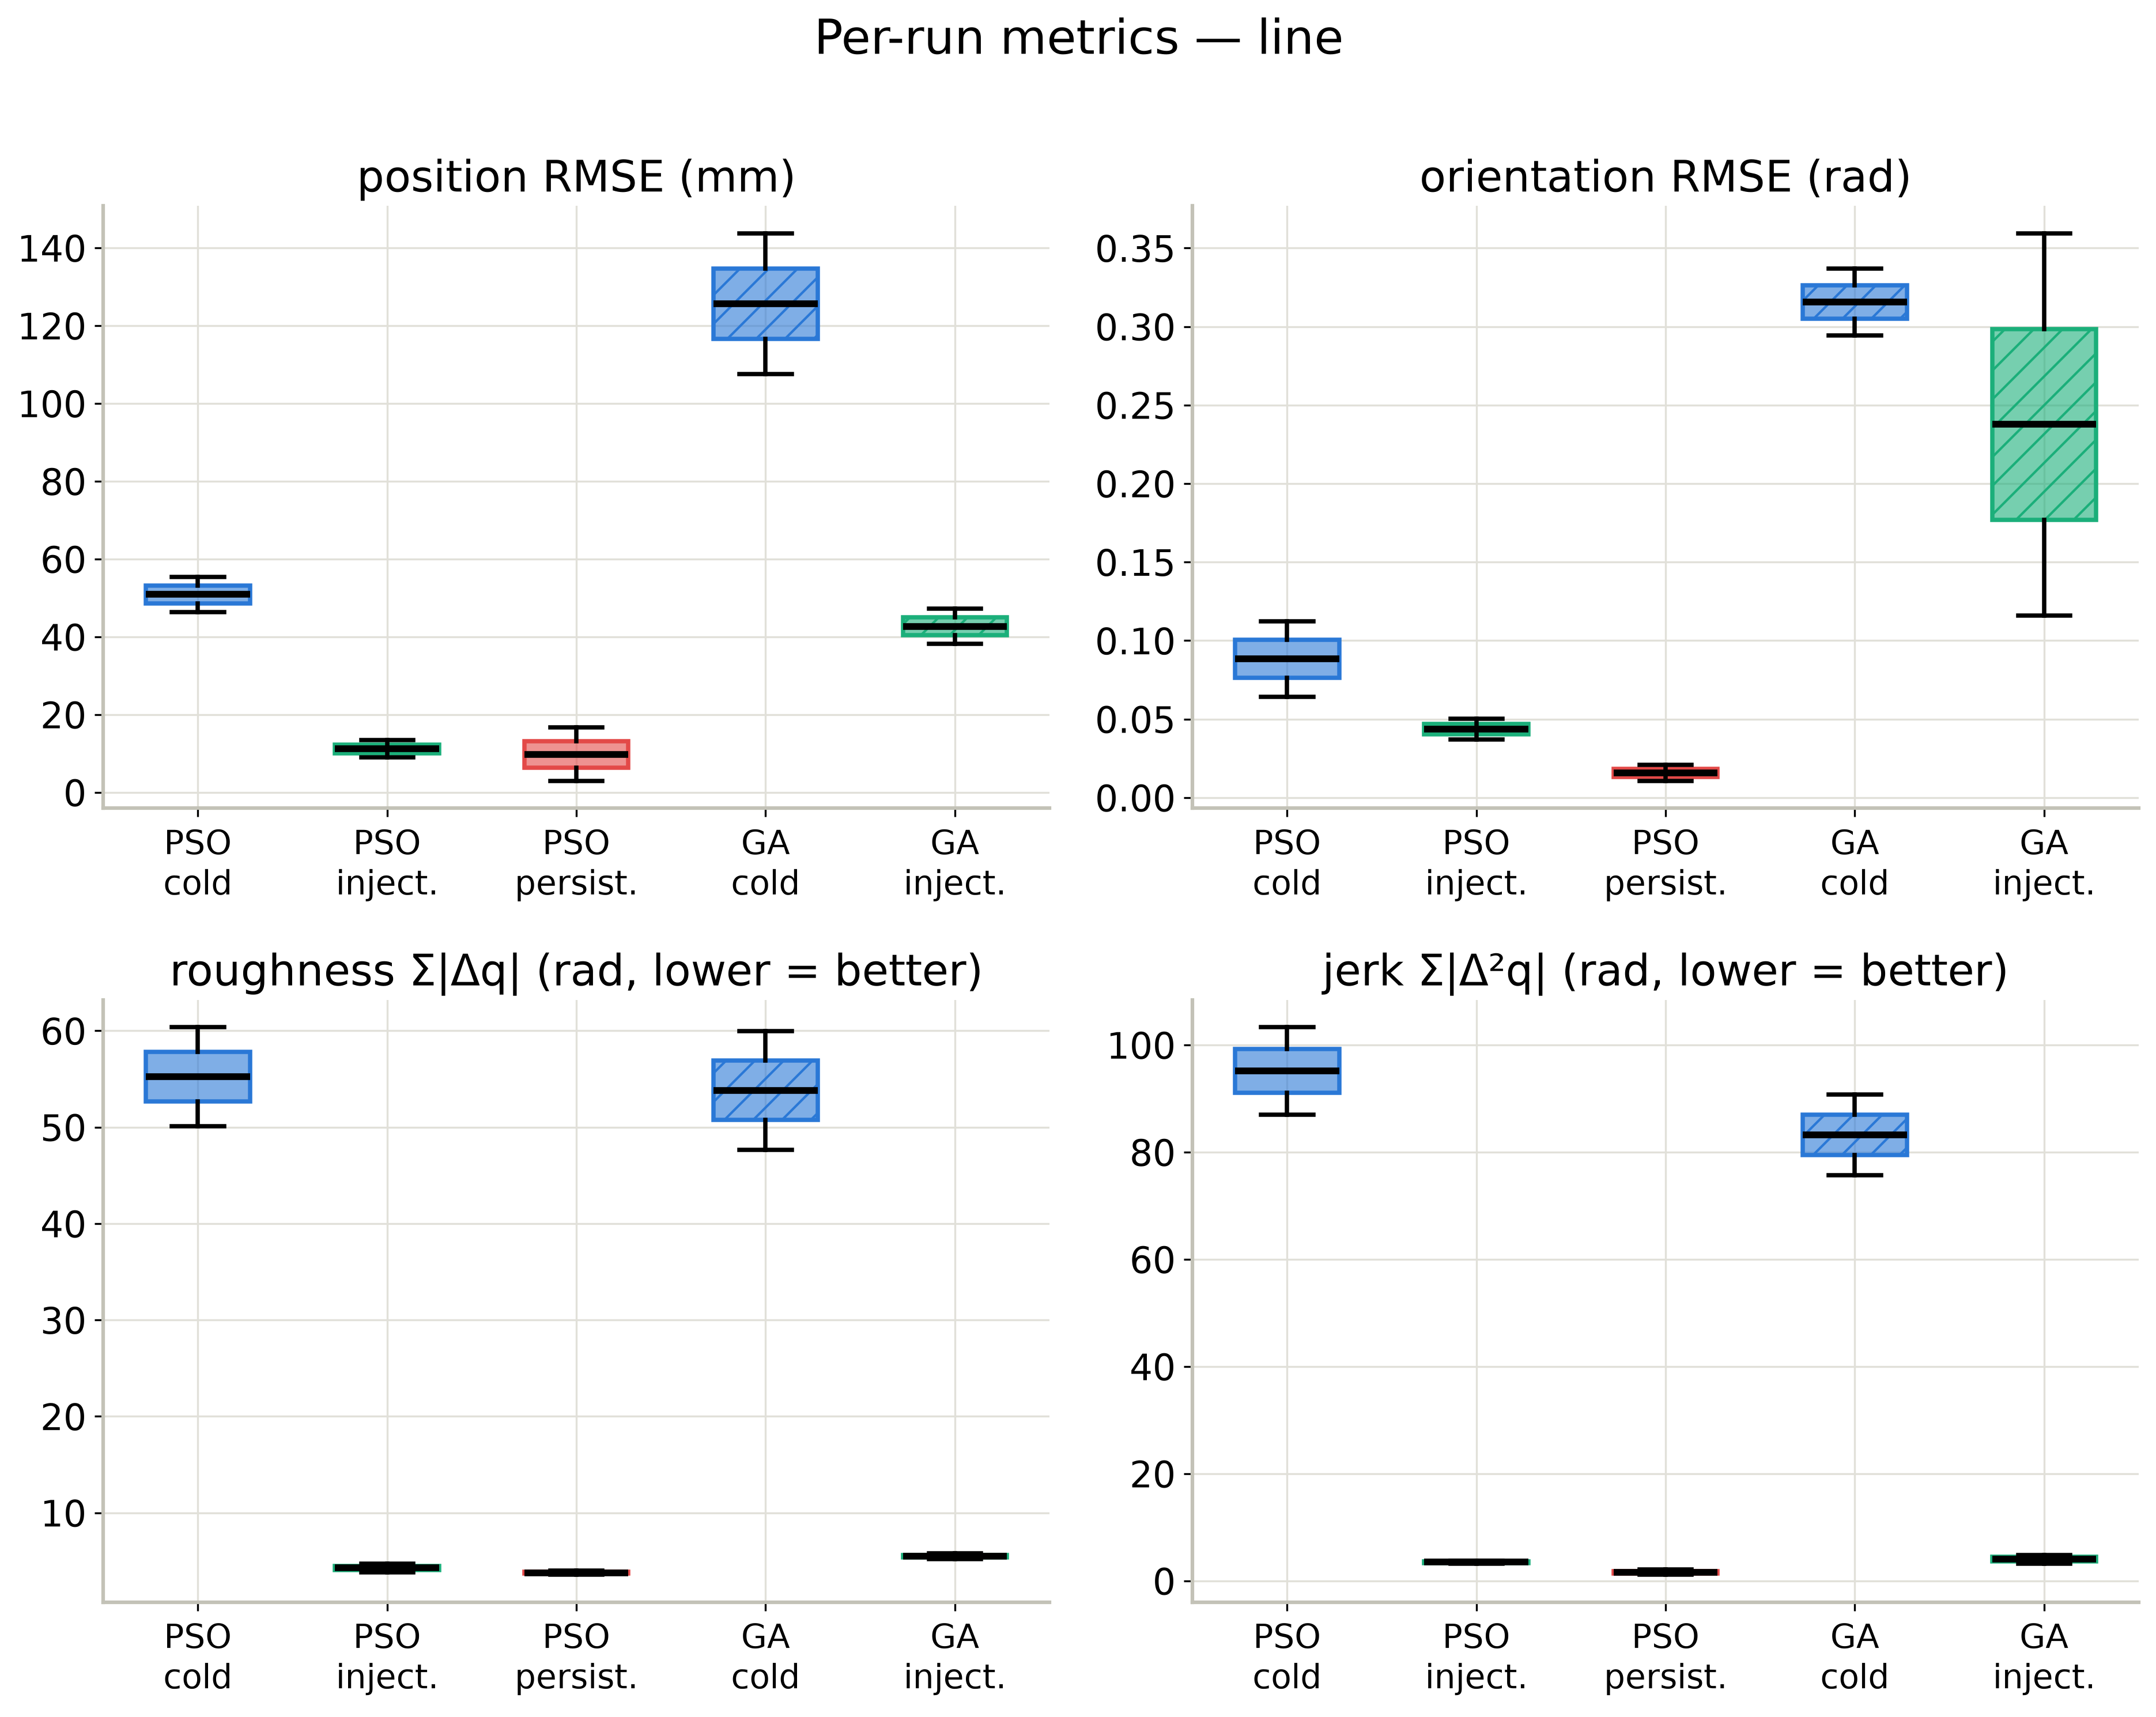 Per-run metrics — line
position RMSE (mm)
140
120
100
80
60
40
20
0
PSO cold
PSO inject.
PSO persist.
GA cold
GA inject.
orientation RMSE (rad)
0.35
0.30
0.25
0.20
0.15
0.10
0.05
0.00
PSO cold
PSO inject.
PSO persist.
GA cold
GA inject.
roughness Σ|Δq| (rad, lower = better)
60
50
40
30
20
10
PSO cold
PSO inject.
PSO persist.
GA cold
GA inject.
jerk Σ|Δ²q| (rad, lower = better)
100
80
60
40
20
0
PSO cold
PSO inject.
PSO persist.
GA cold
GA inject.